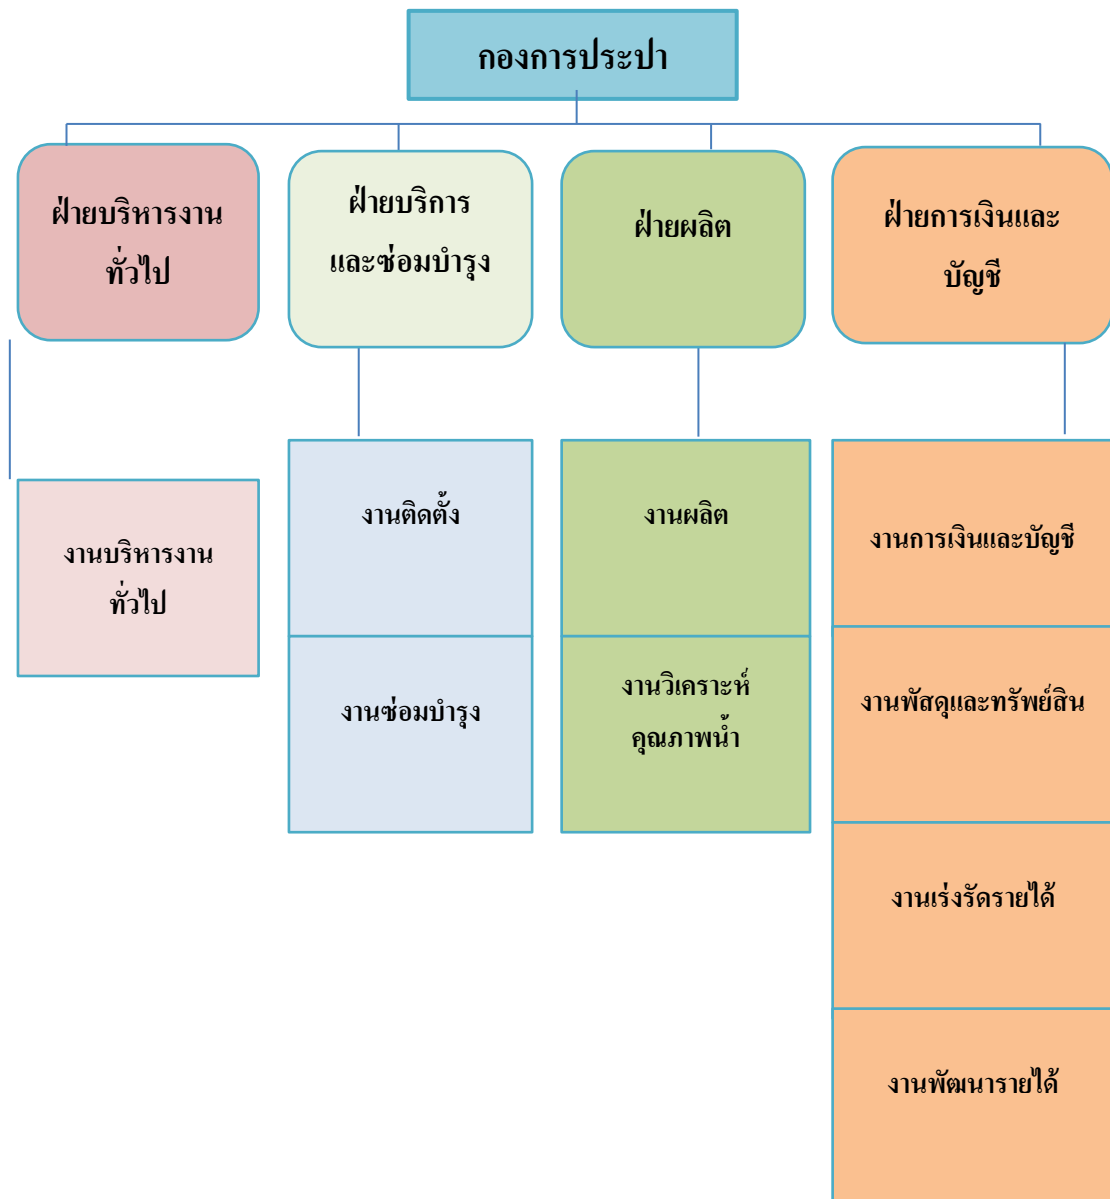 กองการประปา
ฝ่ายบริหารงาน
ทั่วไป
ฝ่ายบริการ
และซ่อมบำรุง
ฝ่ายผลิต
ฝ่ายการเงินและ
บัญชี
งานบริหารงาน
ทั่วไป
งานติดตั้ง
งานซ่อมบำรุง
งานผลิต
งานวิเคราะห์
คุณภาพน้ำ
งานการเงินและบัญชี
งานพัสดุและทรัพย์สิน
งานเร่งรัดรายได้
งานพัฒนารายได้